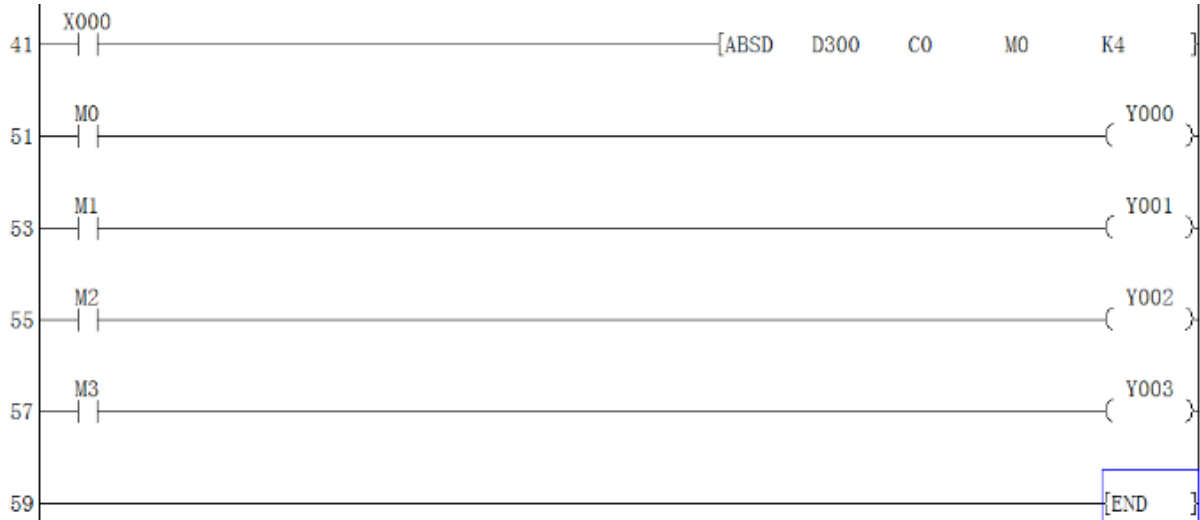 X000
41 [ABSD D300 C0 M0 K4 ]
M0 Y000
51 ( )
M1 Y001
53 ( )
M2 Y002
55 ( )
M3 Y003
57 ( )
59 [END ]